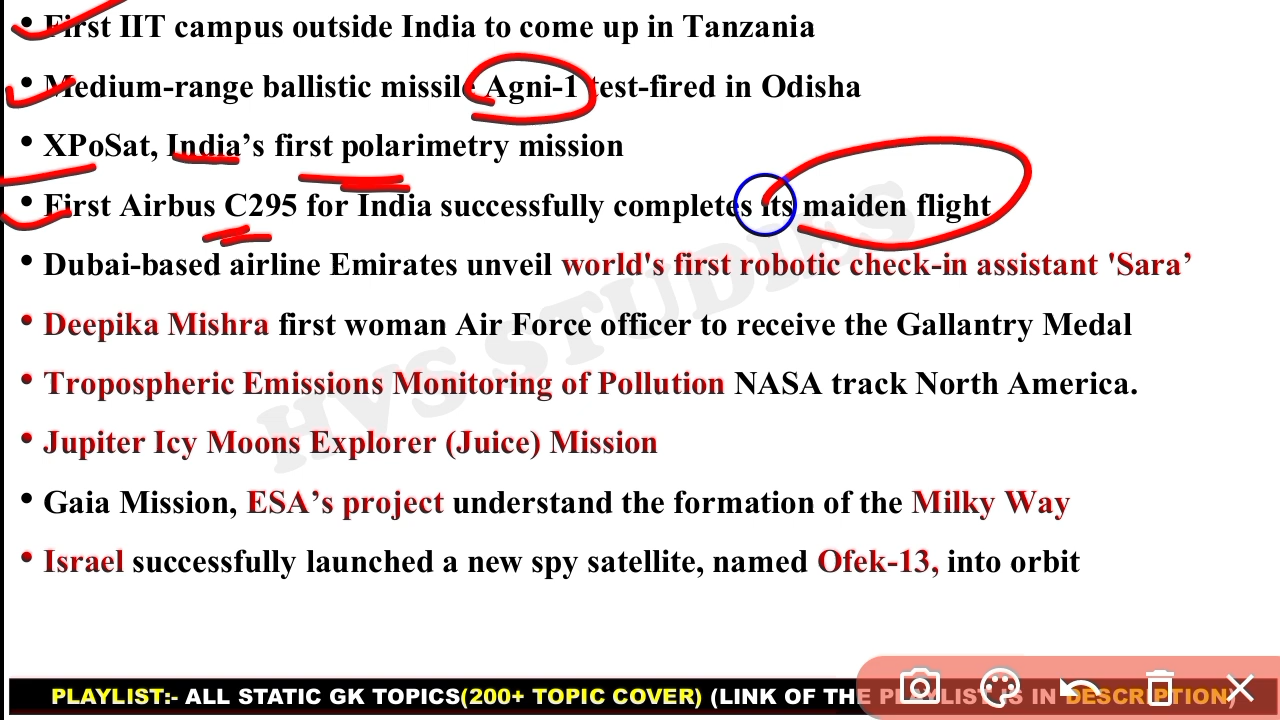 • First IIT campus outside India to come up in Tanzania
• Medium-range ballistic missile Agni-1 test-fired in Odisha
• XPoSat, India’s first polarimetry mission
• First Airbus C295 for India successfully completes its maiden flight
• Dubai-based airline Emirates unveil world's first robotic check-in assistant 'Sara’
• Deepika Mishra first woman Air Force officer to receive the Gallantry Medal
• Tropospheric Emissions Monitoring of Pollution NASA track North America.
• Jupiter Icy Moons Explorer (Juice) Mission
• Gaia Mission, ESA’s project understand the formation of the Milky Way
• Israel successfully launched a new spy satellite, named Ofek-13, into orbit
HVS STUDIES
PLAYLIST:- ALL STATIC GK TOPICS(200+ TOPIC COVER) (LINK OF THE PLAYLIST IS IN DESCRIPTION)